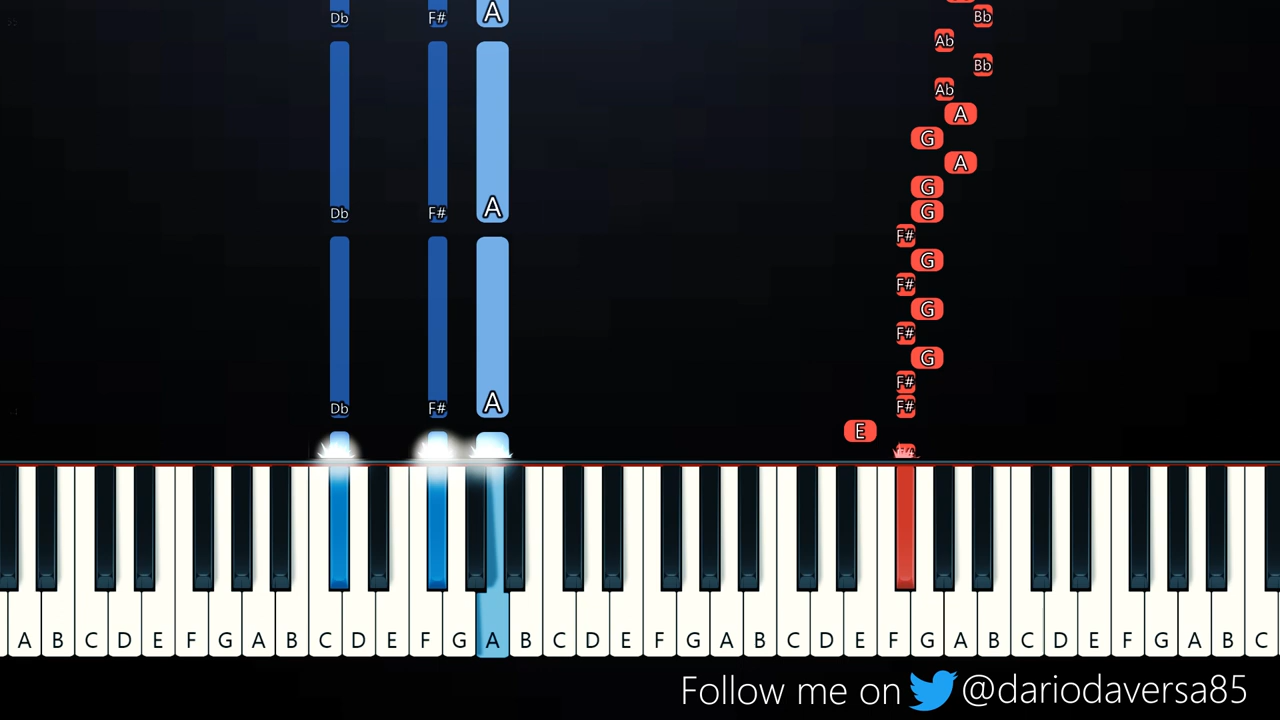 Db F# A Bb
Ab
Bb
Ab
A
G
A
G
Db F# A G
F#
G
F#
G
F#
G
F#
Db F# A F#
E
A B C D E F G A B C D E F G A B C D E F G A B C D E F G A B C D E F G A B C
Follow me on @dariodaversa85